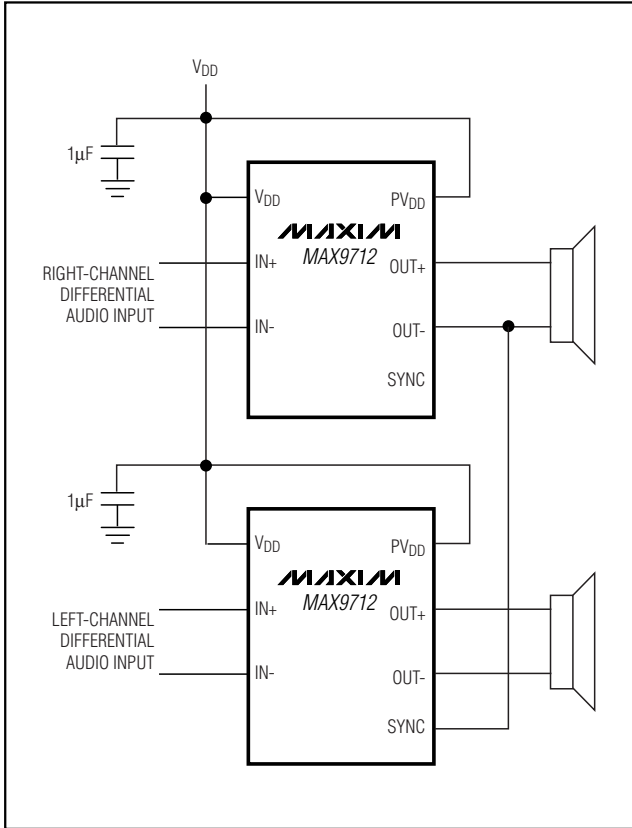 VDD
1µF
VDD
PVDD
MAXIM
MAX9712
IN+
OUT+
RIGHT-CHANNEL
DIFFERENTIAL
AUDIO INPUT
IN-
OUT-
SYNC
1µF
VDD
PVDD
MAXIM
MAX9712
IN+
OUT+
LEFT-CHANNEL
DIFFERENTIAL
AUDIO INPUT
IN-
OUT-
SYNC